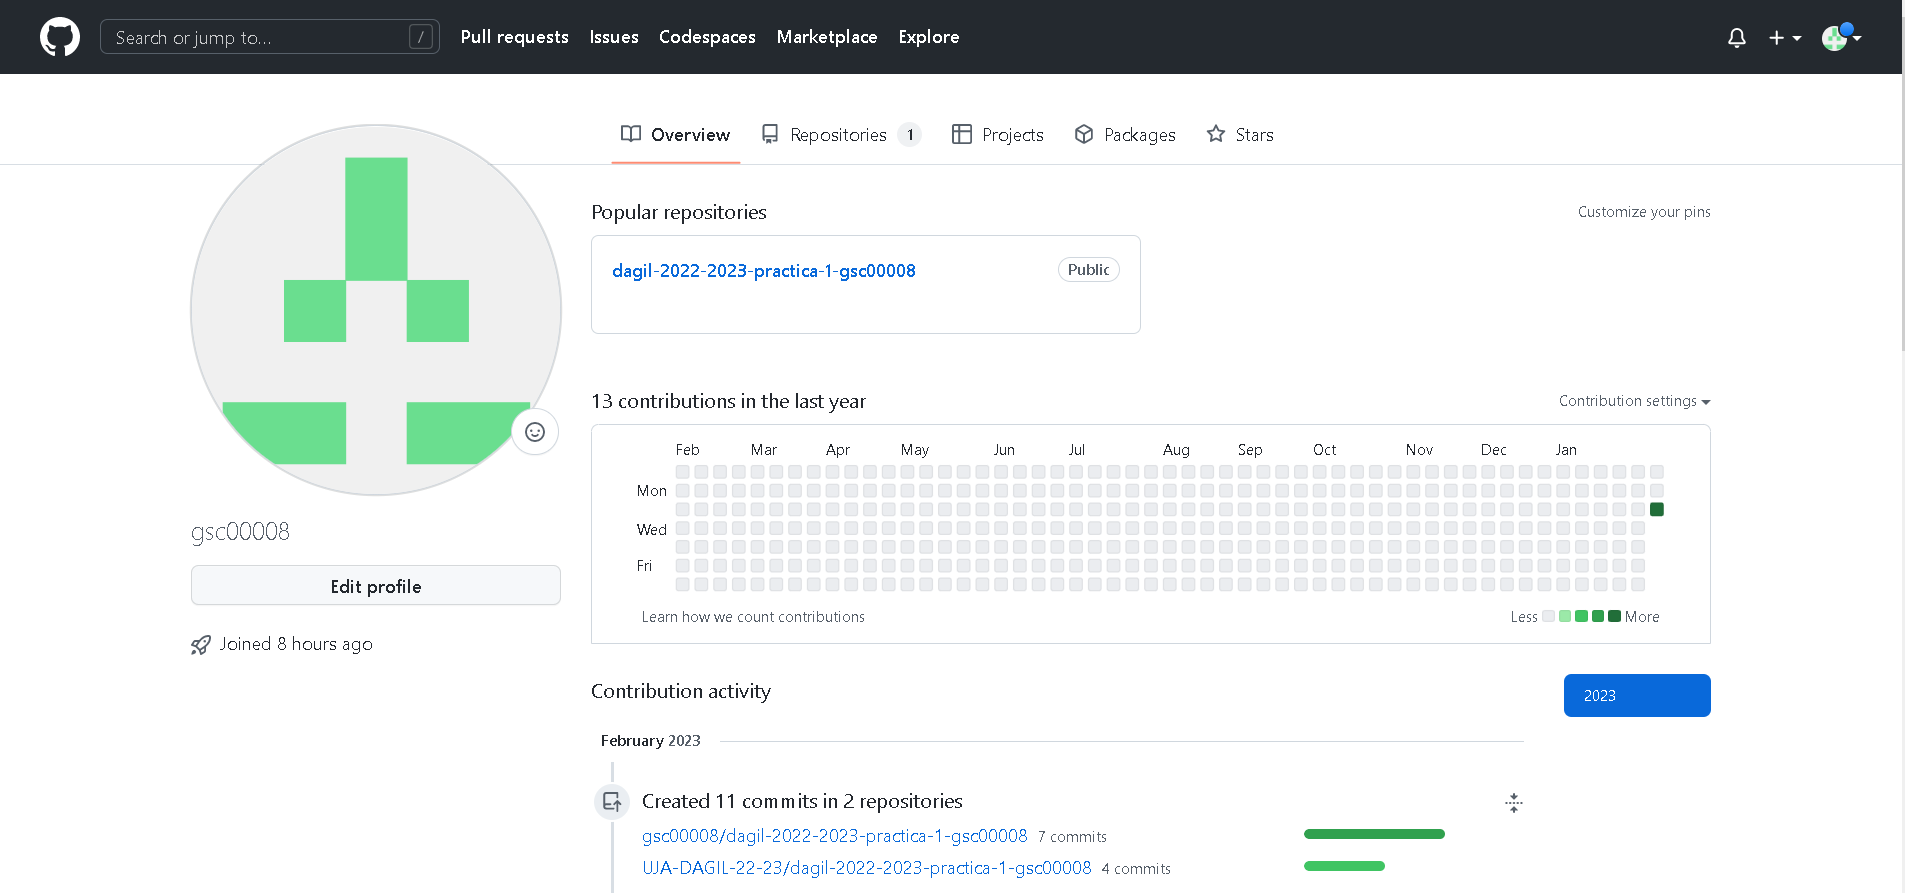 Search or jump to... / Pull requests Issues Codespaces Marketplace Explore
Overview Repositories 1 Projects Packages Stars
Popular repositories Customize your pins
dagil-2022-2023-practica-1-gsc00008 Public
13 contributions in the last year Contribution settings
Feb Mar Apr May Jun Jul Aug Sep Oct Nov Dec Jan
Mon
Wed
Fri
Learn how we count contributions Less More
gsc00008
Edit profile
Joined 8 hours ago
Contribution activity 2023
February 2023
Created 11 commits in 2 repositories
gsc00008/dagil-2022-2023-practica-1-gsc00008 7 commits
UJA-DAGIL-22-23/dagil-2022-2023-practica-1-gsc00008 4 commits